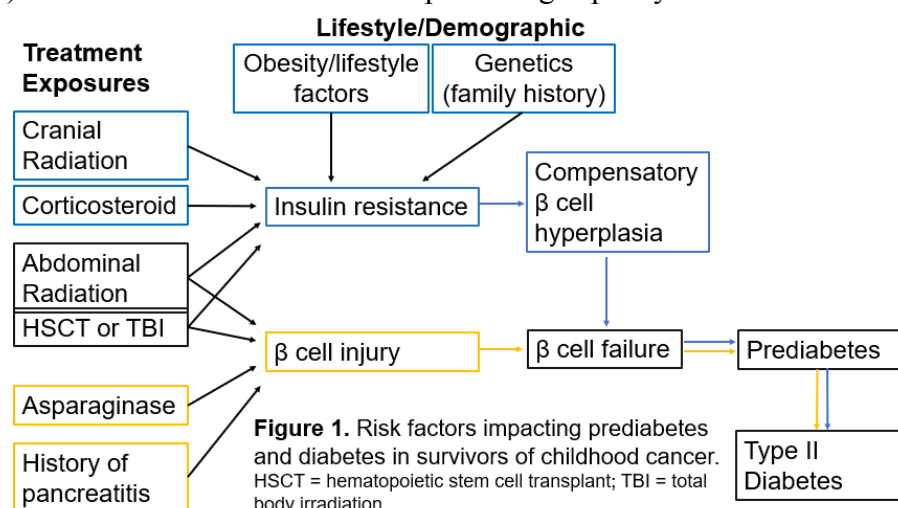 Lifestyle/Demographic
Treatment
Exposures
Obesity/lifestyle
factors
Genetics
(family history)
Cranial
Radiation
Corticosteroid
Insulin resistance
Compensatory
β cell
hyperplasia
Abdominal
Radiation
HSCT or TBI
β cell injury
β cell failure
Prediabetes
Asparaginase
History of
pancreatitis
Type II
Diabetes
Figure 1. Risk factors impacting prediabetes
and diabetes in survivors of childhood cancer.
HSCT = hematopoietic stem cell transplant; TBI = total
body irradiation